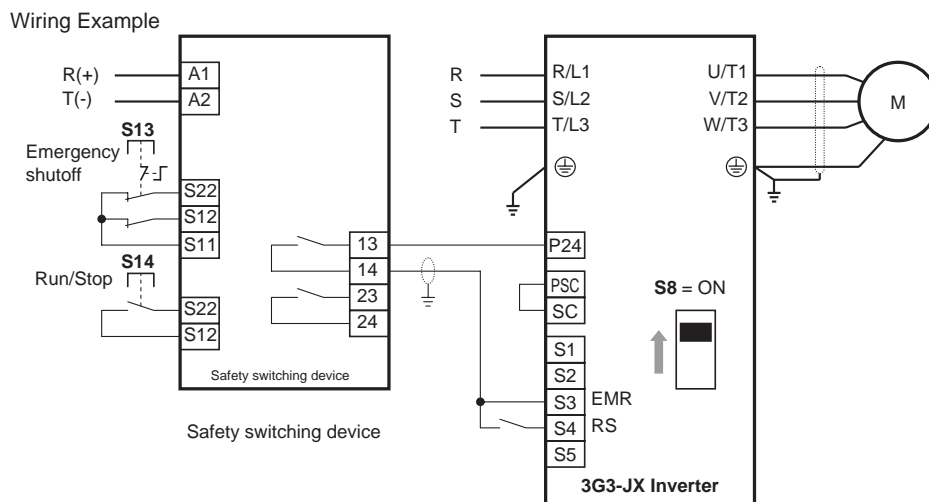 Wiring Example
R(+)
T(-)
A1
A2
S13
Emergency
shutoff
S22
S12
S11
S14
Run/Stop
S22
S12
13
14
23
24
Safety switching device
Safety switching device
R
S
T
R/L1
S/L2
T/L3
U/T1
V/T2
W/T3
M
P24
PSC
SC
S8 = ON
S1
S2
S3
EMR
S4
RS
S5
3G3-JX Inverter